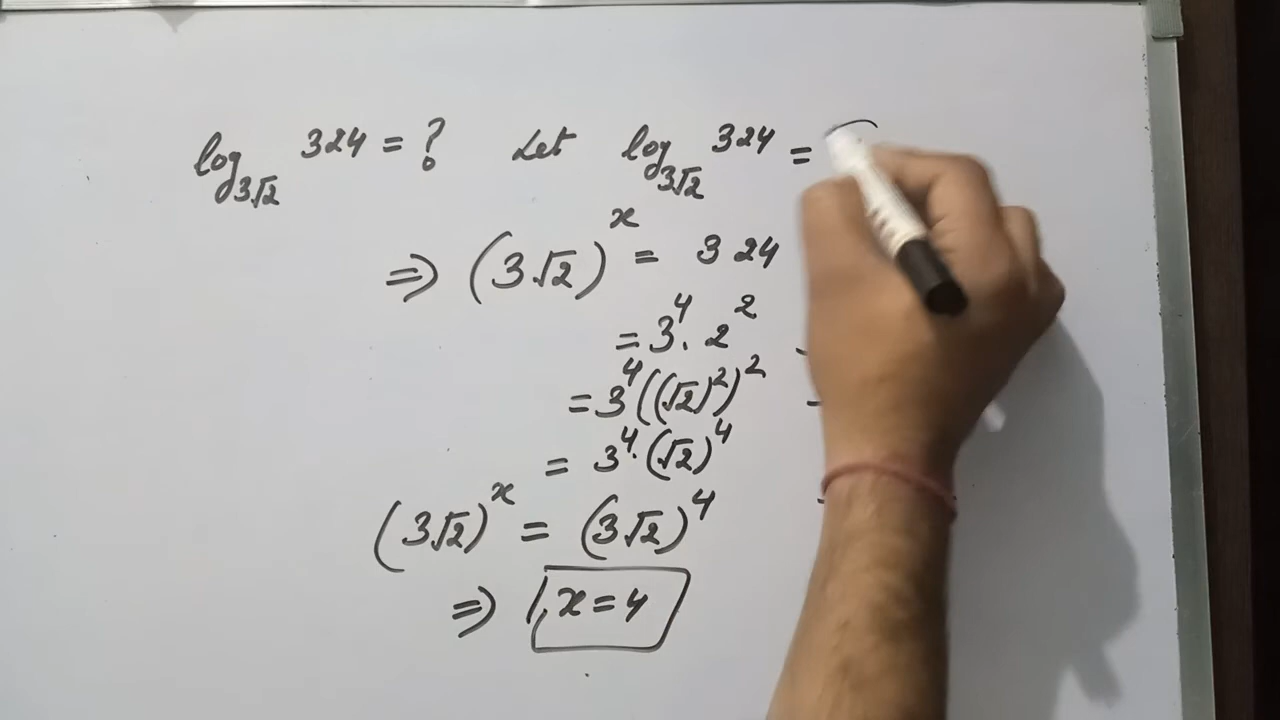 log_{3√2} 324 = ? Let log_{3√2} 324 =
⇒ (3√2)^x = 324
= 3^4 . 2^2
= 3^4 ((√2)^2)^2
= 3^4 . (√2)^4
(3√2)^x = (3√2)^4
⇒ x = 4